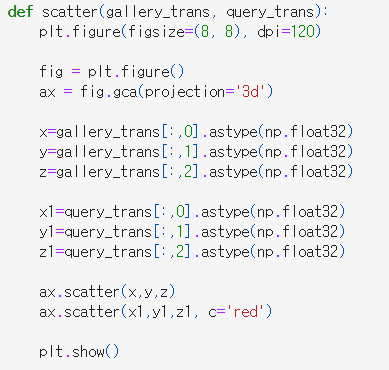 def scatter(gallery_trans, query_trans):
    plt.figure(figsize=(8, 8), dpi=120)

    fig = plt.figure()
    ax = fig.gca(projection='3d')

    x=gallery_trans[:,0].astype(np.float32)
    y=gallery_trans[:,1].astype(np.float32)
    z=gallery_trans[:,2].astype(np.float32)

    x1=query_trans[:,0].astype(np.float32)
    y1=query_trans[:,1].astype(np.float32)
    z1=query_trans[:,2].astype(np.float32)

    ax.scatter(x,y,z)
    ax.scatter(x1,y1,z1, c='red')

    plt.show()